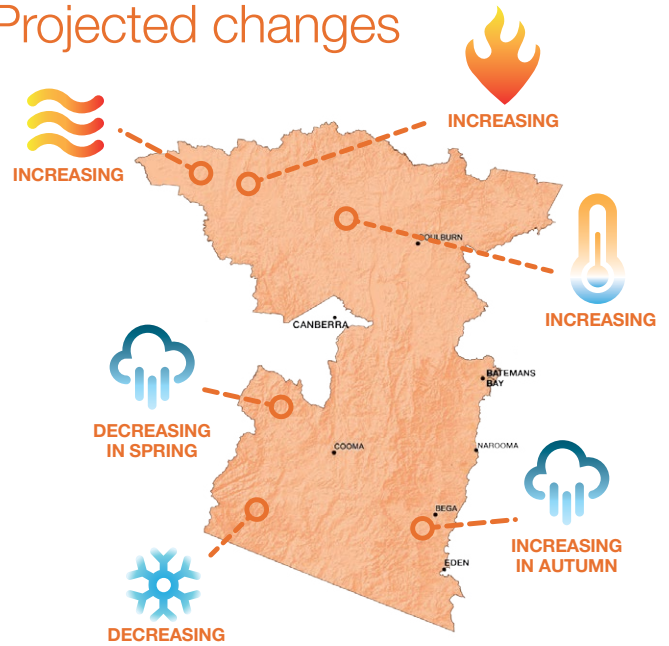 Projected changes
INCREASING
INCREASING
GOULBURN
INCREASING
CANBERRA
BATEMANS
BAY
DECREASING
IN SPRING
COOMA
NAROOMA
BEGA
INCREASING
IN AUTUMN
EDEN
DECREASING